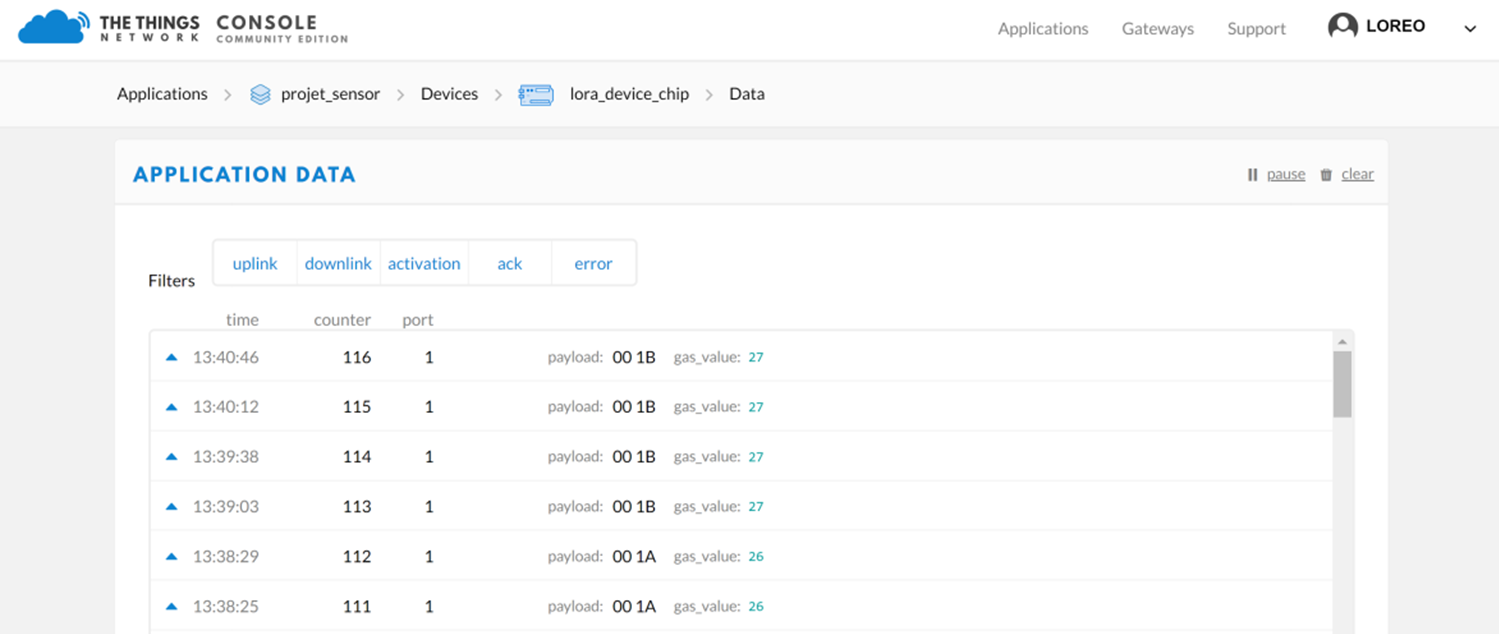 THE THINGS NETWORK CONSOLE COMMUNITY EDITION
Applications Gateways Support LOREO
Applications > projet_sensor > Devices > lora_device_chip > Data
APPLICATION DATA
pause clear
Filters uplink downlink activation ack error
time counter port
13:40:46 116 1 payload: 00 1B gas_value: 27
13:40:12 115 1 payload: 00 1B gas_value: 27
13:39:38 114 1 payload: 00 1B gas_value: 27
13:39:03 113 1 payload: 00 1B gas_value: 27
13:38:29 112 1 payload: 00 1A gas_value: 26
13:38:25 111 1 payload: 00 1A gas_value: 26